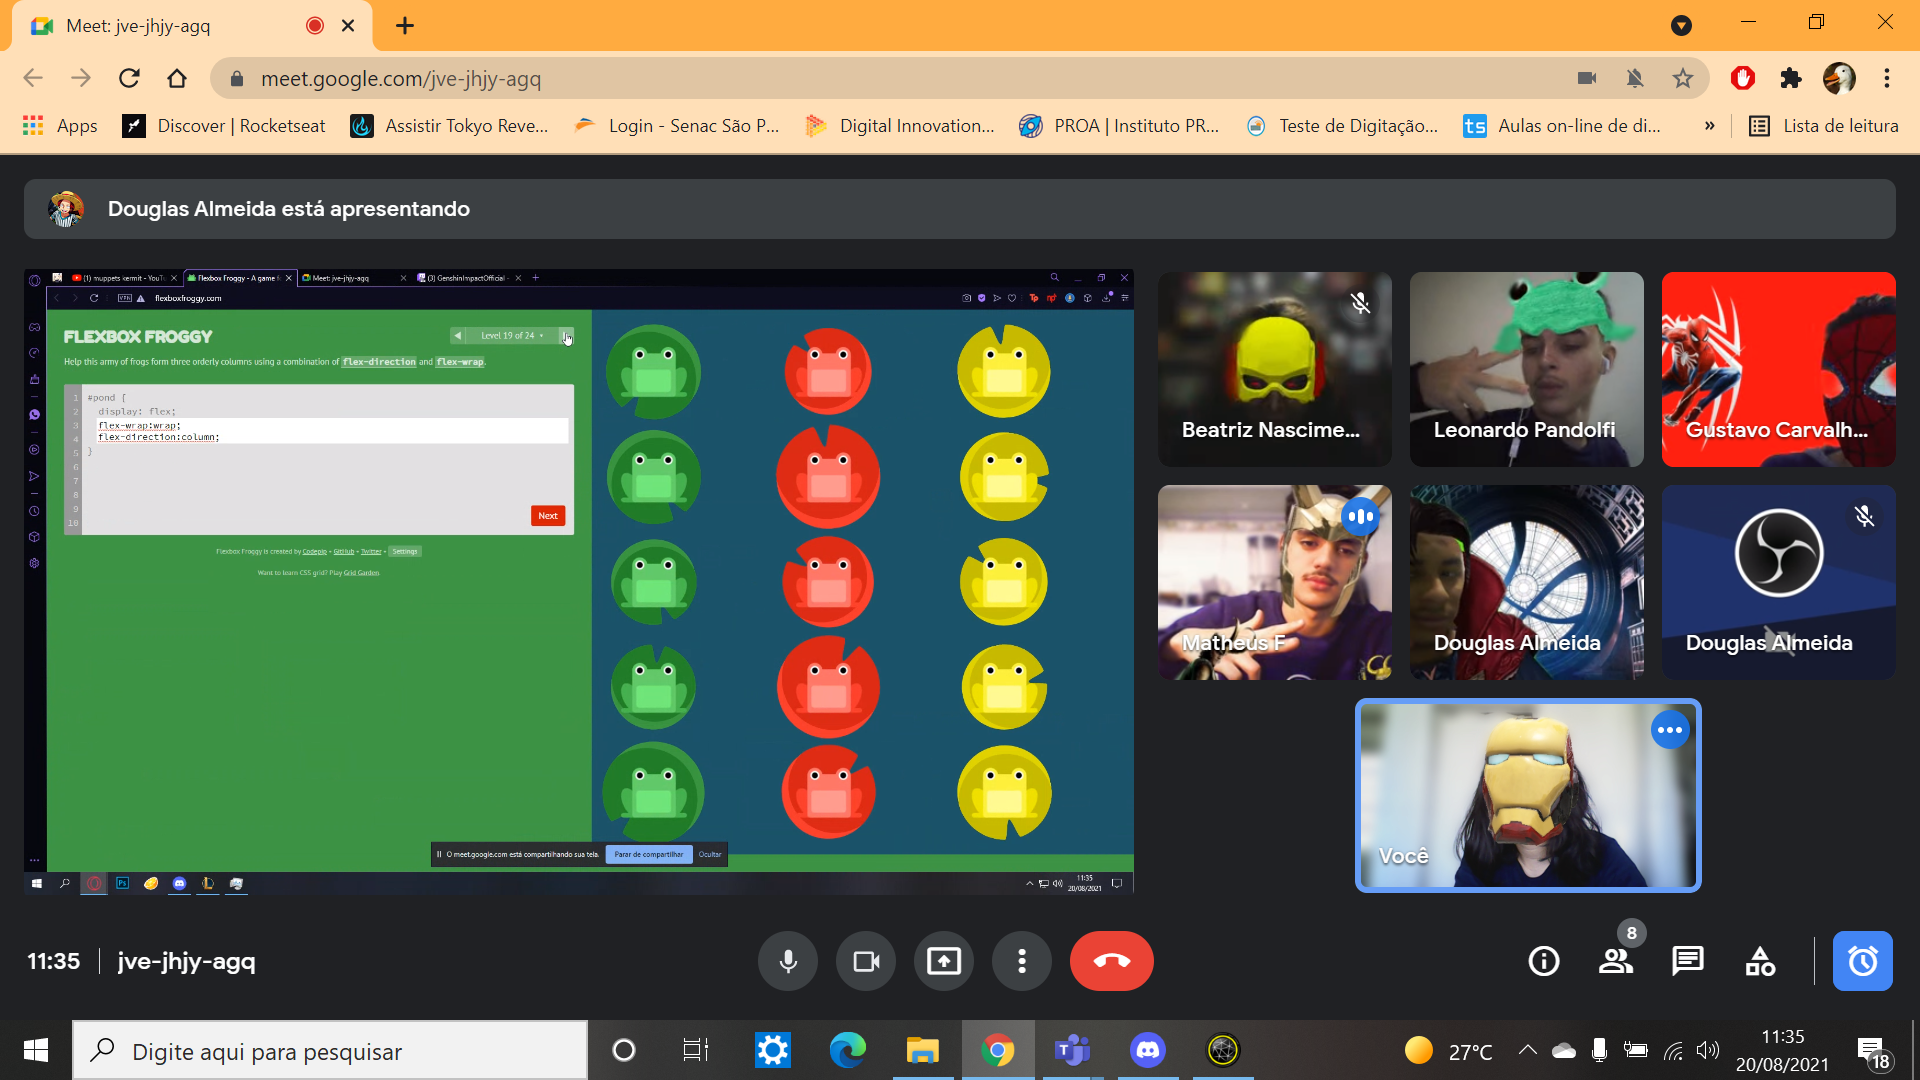 Meet: jve-jhjy-agq
meet.google.com/jve-jhjy-agq
Apps
Discover | Rocketseat
Assistir Tokyo Reve...
Login - Senac São P...
Digital Innovation...
PROA | Instituto PR...
Teste de Digitação...
ts Aulas on-line de di...
»
Lista de leitura
Douglas Almeida está apresentando
(1) muppets kermit - YouTu
Flexbox Froggy - A game f
Meet: jve-jhjy-agq
(3) GenshinImpactOfficial -
VPN
flexboxfroggy.com
FLEXBOX FROGGY
Level 19 of 24
Help this army of frogs form three orderly columns using a combination of flex-direction and flex-wrap.
1 #pond {
2 display: flex;
3 flex-wrap:wrap;
4 flex-direction:column;
5 }
6
7
8
9
10
Next
Flexbox Froggy is created by Codepip • GitHub • Twitter • Settings
Want to learn CSS grid? Play Grid Garden.
O meet.google.com está compartilhando sua tela.
Parar de compartilhar
Ocultar
Ps
11:35
20/08/2021
Beatriz Nascime...
Leonardo Pandolfi
Gustavo Carvalh...
Matheus F
Douglas Almeida
Douglas Almeida
Você
11:35
jve-jhjy-agq
8
Digite aqui para pesquisar
27°C
11:35
20/08/2021
18